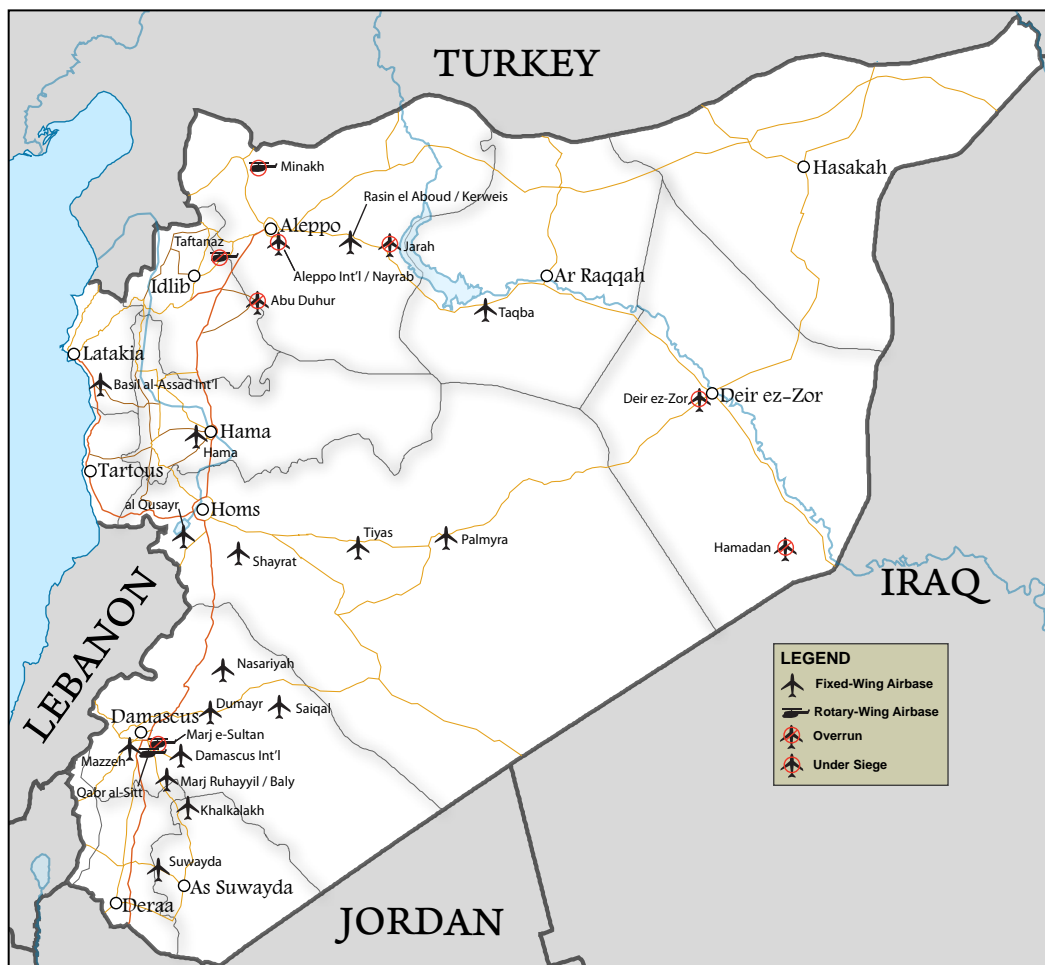 TURKEY
Minakh
Hasakah
Rasin el Aboud / Kerweis
Aleppo
Taftanaz
Jarah
Aleppo Int'l / Nayrab
Ar Raqqah
Idlib
Abu Duhur
Taqba
Latakia
Basil al-Assad Int'l
Deir ez-Zor
Deir ez-Zor
Hama
Hama
Tartous
al Qusayr
Homs
Tiyas
Palmyra
Shayrat
Hamadan
IRAQ
LEBANON
LEGEND
Fixed-Wing Airbase
Rotary-Wing Airbase
Overrun
Under Siege
Nasariyah
Dumayr
Saiqal
Damascus
Marj e-Sultan
Mazzeh
Damascus Int'l
Qabr al-Sitt
Marj Ruhayyil / Baly
Khalkalakh
Suwayda
As Suwayda
Deraa
JORDAN